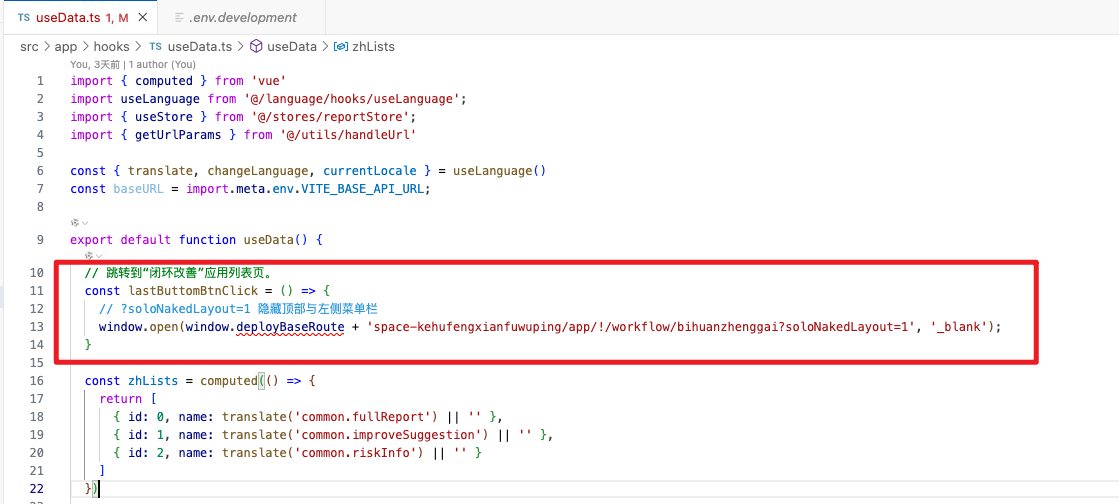 TS useData.ts 1, M × .env.development
src > app > hooks > TS useData.ts > useData > zhLists
You, 3天前 | 1 author (You)
1 import { computed } from 'vue'
2 import useLanguage from '@/language/hooks/useLanguage';
3 import { useStore } from '@/stores/reportStore';
4 import { getUrlParams } from '@/utils/handleUrl'
5
6 const { translate, changeLanguage, currentLocale } = useLanguage()
7 const baseURL = import.meta.env.VITE_BASE_API_URL;
8
9 export default function useData() {
10 // 跳转到“闭环改善”应用列表页。
11 const lastButtomBtnClick = () => {
12 // ?soloNakedLayout=1 隐藏顶部与左侧菜单栏
13 window.open(window.deployBaseRoute + 'space-kehufengxianfuwuping/app/!/workflow/bihuanzhenggai?soloNakedLayout=1', '_blank');
14 }
15
16 const zhLists = computed(() => {
17 return [
18 { id: 0, name: translate('common.fullReport') || '' },
19 { id: 1, name: translate('common.improveSuggestion') || '' },
20 { id: 2, name: translate('common.riskInfo') || '' }
21 ]
22 })